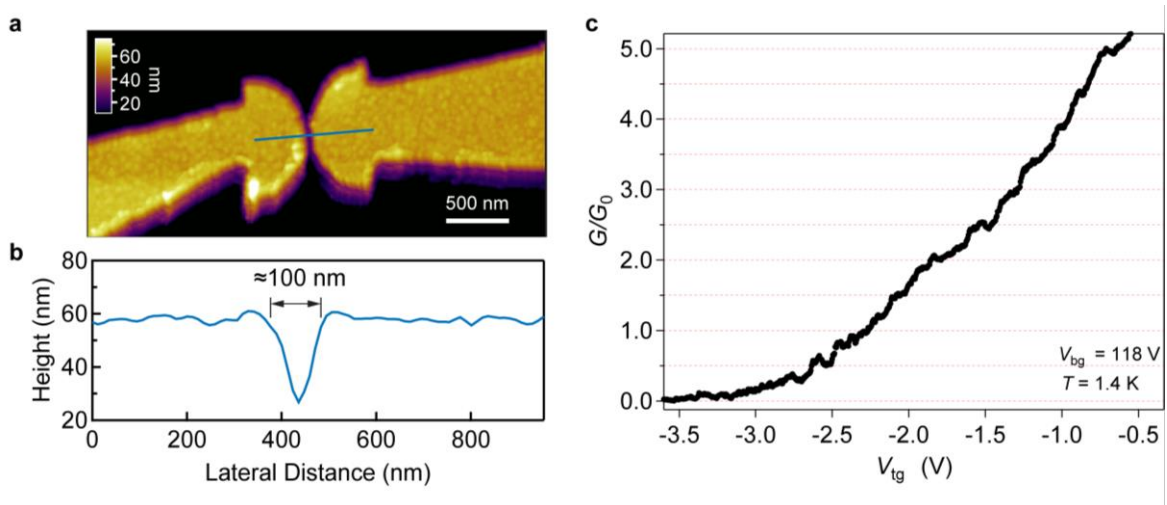 a
60
40
20
nm
500 nm
b
80
60
40
20
≈100 nm
Height (nm)
0
200
400
600
800
Lateral Distance (nm)
c
5.0
4.0
3.0
2.0
1.0
0.0
G/G₀
V_bg = 118 V
T = 1.4 K
-3.5
-3.0
-2.5
-2.0
-1.5
-1.0
-0.5
V_tg (V)